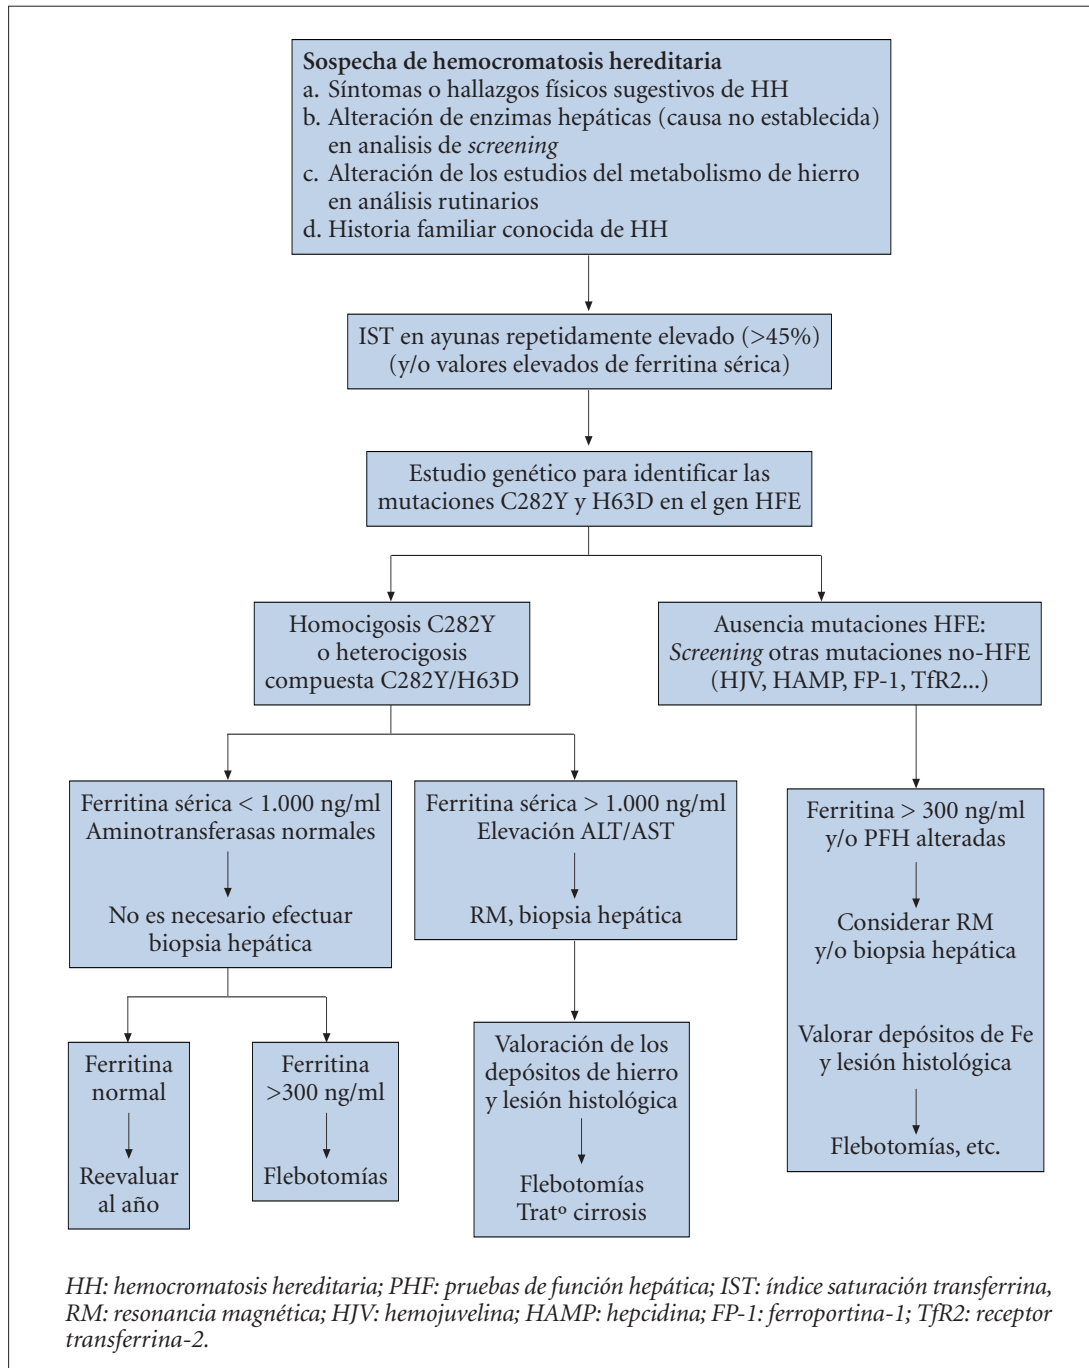 Sospecha de hemocromatosis hereditaria
a. Síntomas o hallazgos físicos sugestivos de HH
b. Alteración de enzimas hepáticas (causa no establecida)
en analisis de screening
c. Alteración de los estudios del metabolismo de hierro
en análisis rutinarios
d. Historia familiar conocida de HH
IST en ayunas repetidamente elevado (>45%)
(y/o valores elevados de ferritina sérica)
Estudio genético para identificar las
mutaciones C282Y y H63D en el gen HFE
Homocigosis C282Y
o heterocigosis
compuesta C282Y/H63D
Ausencia mutaciones HFE:
Screening otras mutaciones no-HFE
(HJV, HAMP, FP-1, TfR2...)
Ferritina sérica < 1.000 ng/ml
Aminotransferasas normales
No es necesario efectuar
biopsia hepática
Ferritina sérica > 1.000 ng/ml
Elevación ALT/AST
RM, biopsia hepática
Ferritina > 300 ng/ml
y/o PFH alteradas
Considerar RM
y/o biopsia hepática
Valorar depósitos de Fe
y lesión histológica
Flebotomías, etc.
Ferritina
normal
Reevaluar
al año
Ferritina
>300 ng/ml
Flebotomías
Valoración de los
depósitos de hierro
y lesión histológica
Flebotomías
Tratº cirrosis
HH: hemocromatosis hereditaria; PHF: pruebas de función hepática; IST: índice saturación transferrina,
RM: resonancia magnética; HJV: hemojuvelina; HAMP: hepcidina; FP-1: ferroportina-1; TfR2: receptor
transferrina-2.